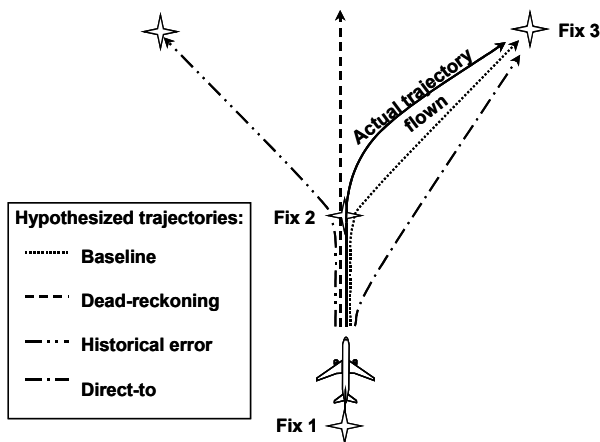 Fix 3
Actual trajectory
flown
Fix 2
Hypothesized trajectories:
Baseline
Dead-reckoning
Historical error
Direct-to
Fix 1